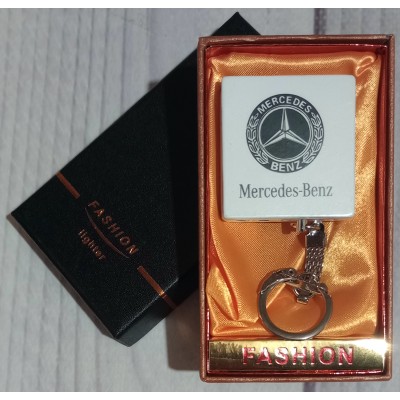 FASHION
lighter
MERCEDES
BENZ
Mercedes-Benz
FASHION